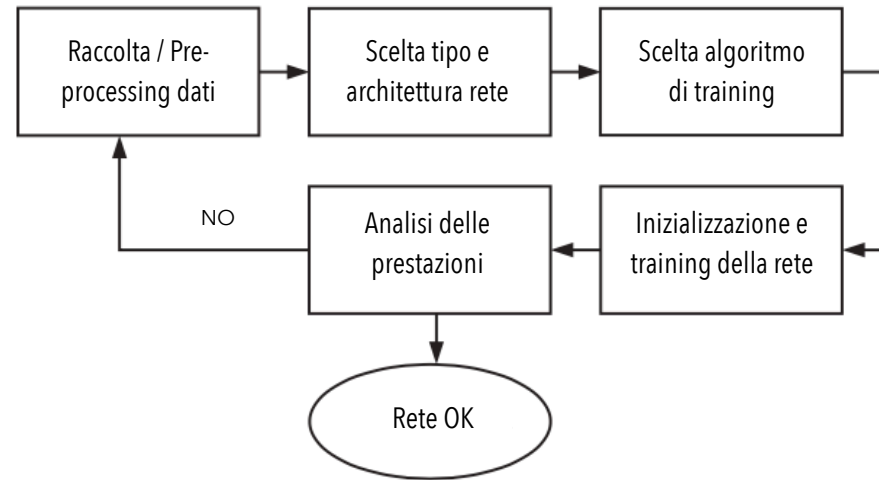 Raccolta / Pre-
processing dati
Scelta tipo e
architettura rete
Scelta algoritmo
di training
NO
Analisi delle
prestazioni
Inizializzazione e
training della rete
Rete OK